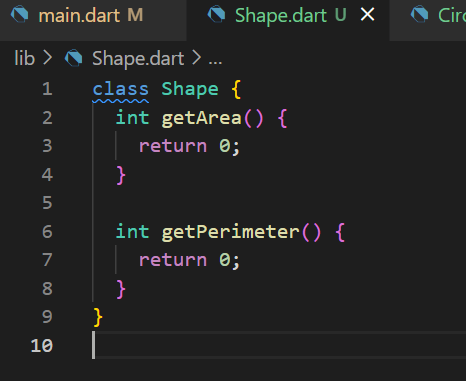 main.dart M
Shape.dart U
Circ
lib > Shape.dart > ...
1 class Shape {
2 int getArea() {
3 return 0;
4 }
5
6 int getPerimeter() {
7 return 0;
8 }
9 }
10